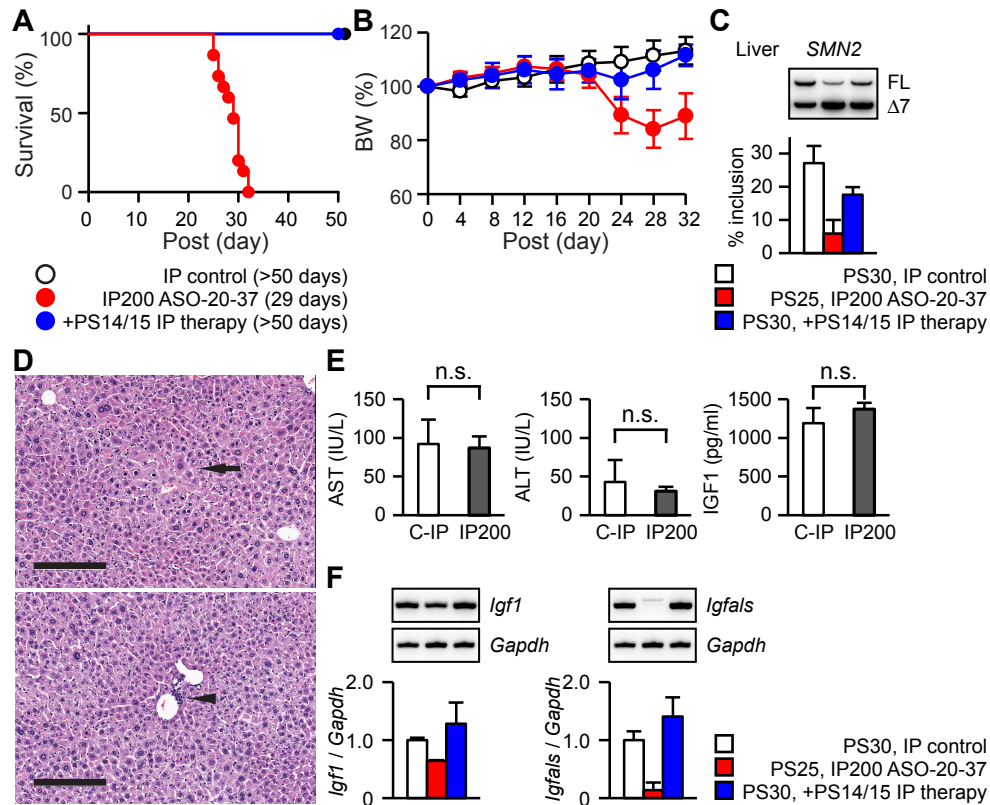 A
Survival (%)
100
50
0
0 10 20 30 40 50
Post (day)
IP control (>50 days)
IP200 ASO-20-37 (29 days)
+PS14/15 IP therapy (>50 days)
B
BW (%)
120
100
80
60
0 4 8 12 16 20 24 28 32
Post (day)
C
Liver SMN2
FL
Δ7
% inclusion
30
20
10
0
PS30, IP control
PS25, IP200 ASO-20-37
PS30, +PS14/15 IP therapy
D
E
n.s.
AST (IU/L)
150
100
50
0
C-IP IP200
n.s.
ALT (IU/L)
150
100
50
0
C-IP IP200
n.s.
IGF1 (pg/ml)
1500
1000
500
0
C-IP IP200
F
Igf1
Gapdh
Igf1 / Gapdh
2.0
1.0
0
Igfals
Gapdh
Igfals / Gapdh
2.0
1.0
0
PS30, IP control
PS25, IP200 ASO-20-37
PS30, +PS14/15 IP therapy